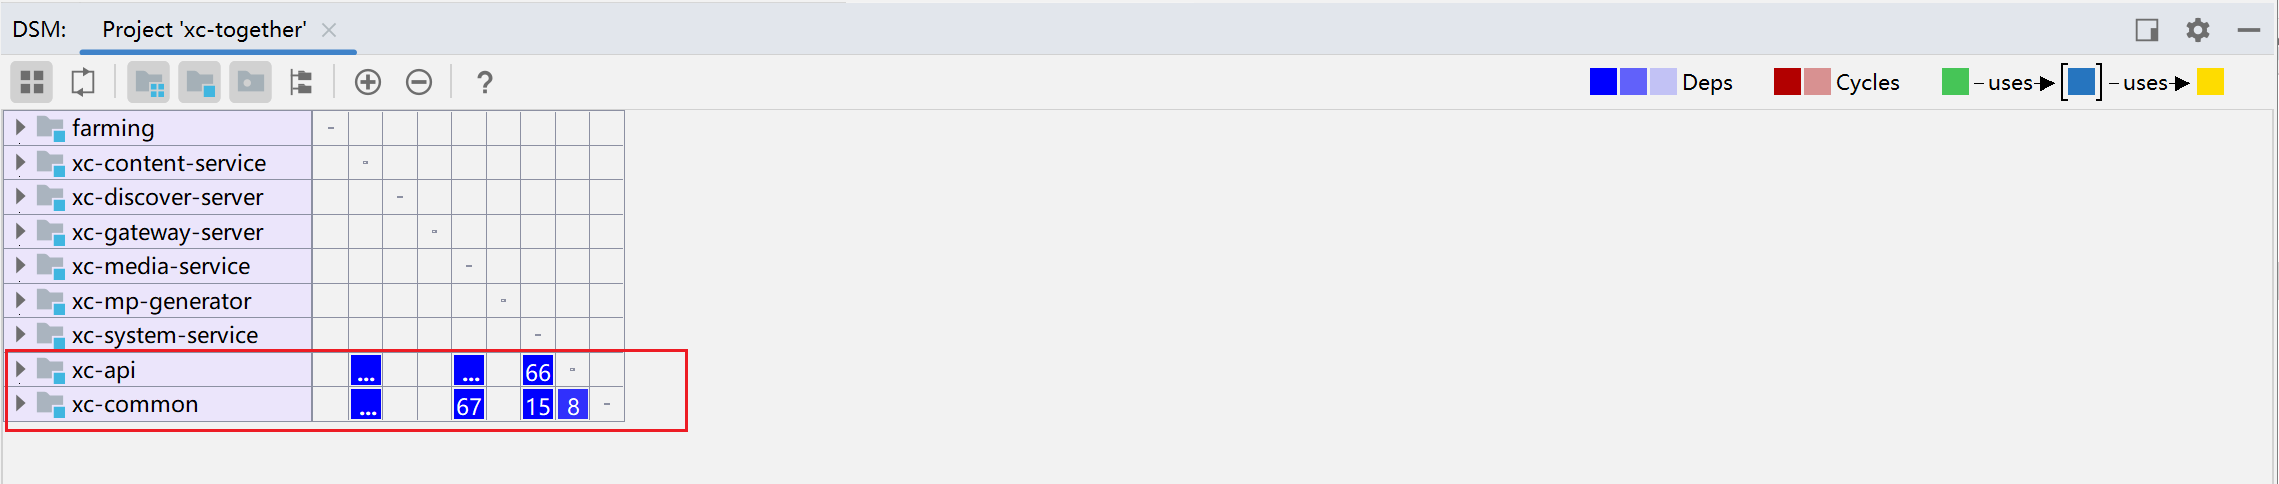 DSM: Project 'xc-together'
? Deps Cycles uses uses
farming
xc-content-service
xc-discover-server
xc-gateway-server
xc-media-service
xc-mp-generator
xc-system-service
xc-api ... ... 66
xc-common ... 67 15 8